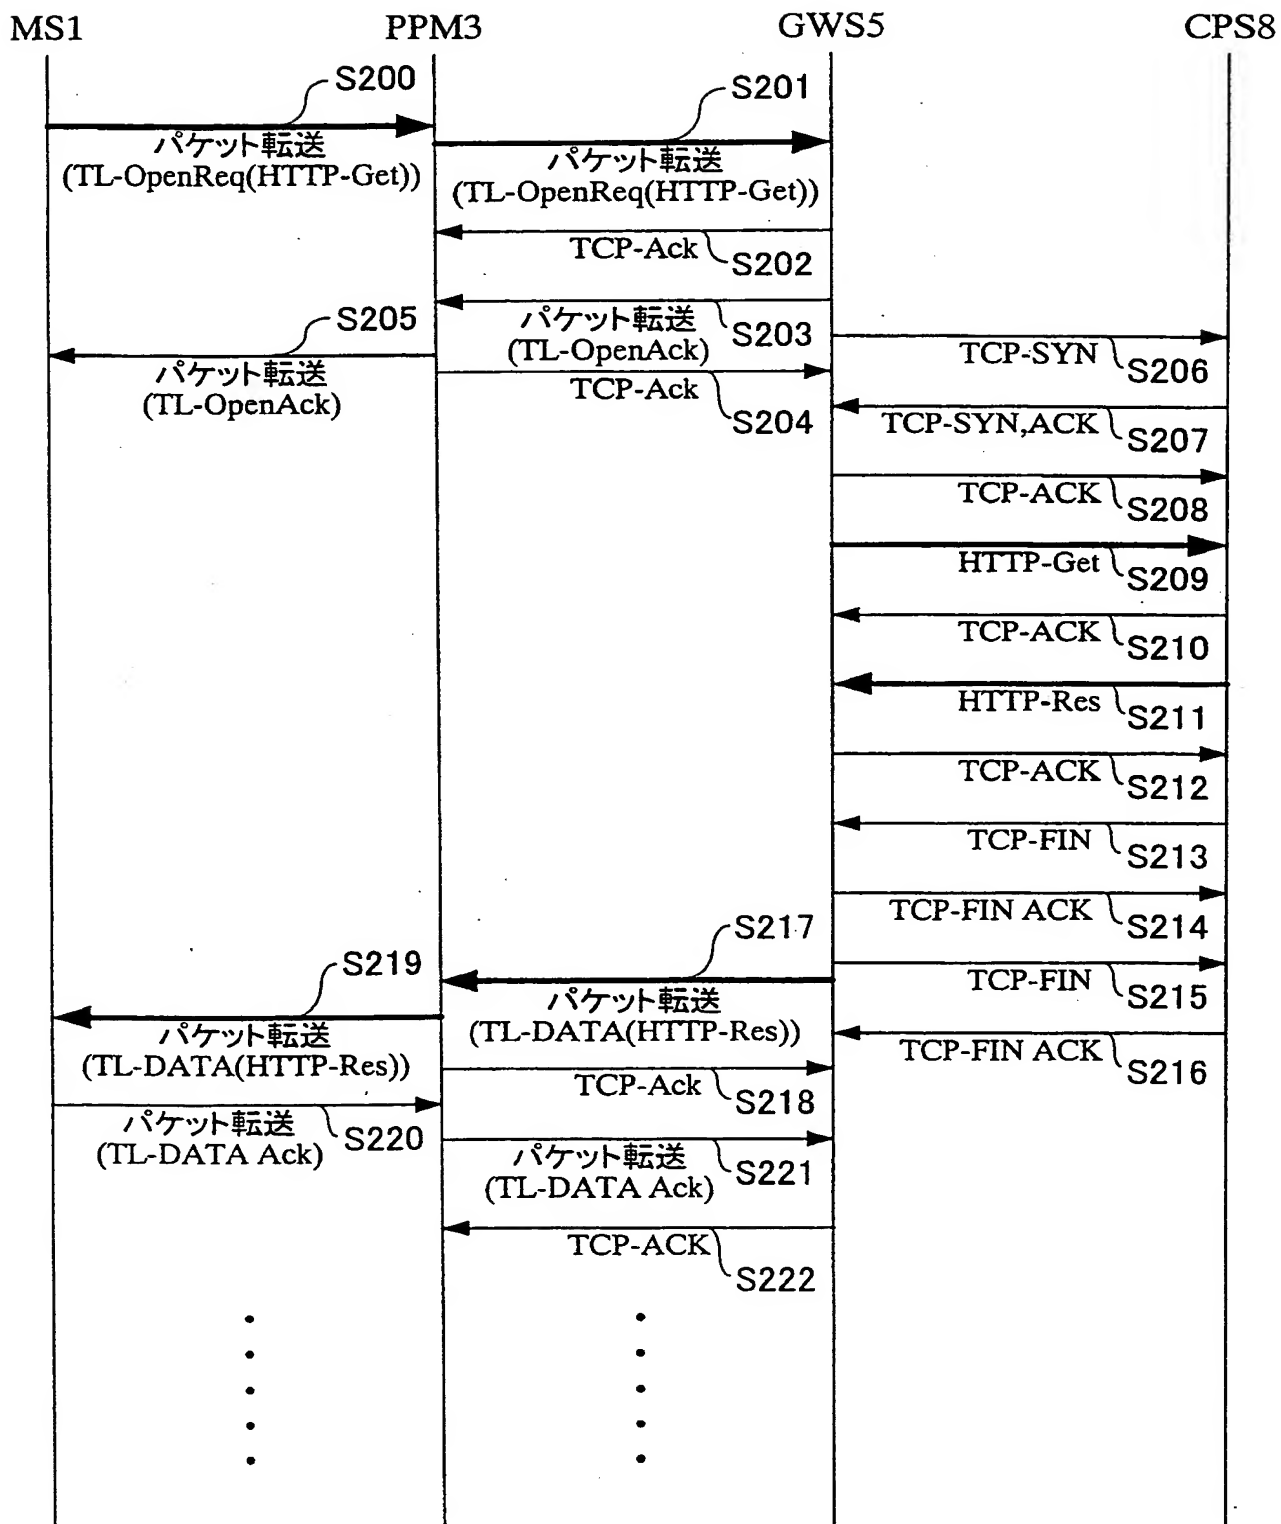 MS1
PPM3
GWS5
CPS8
S200
S201
パケット転送
(TL-OpenReq(HTTP-Get))
パケット転送
(TL-OpenReq(HTTP-Get))
TCP-Ack
S202
S205
パケット転送
(TL-OpenAck)
S203
TCP-SYN
S206
パケット転送
(TL-OpenAck)
TCP-Ack
S204
TCP-SYN,ACK
S207
TCP-ACK
S208
HTTP-Get
S209
TCP-ACK
S210
HTTP-Res
S211
TCP-ACK
S212
TCP-FIN
S213
TCP-FIN ACK
S214
S217
S219
TCP-FIN
S215
パケット転送
(TL-DATA(HTTP-Res))
パケット転送
(TL-DATA(HTTP-Res))
TCP-FIN ACK
S216
TCP-Ack
S218
パケット転送
(TL-DATA Ack)
S220
パケット転送
(TL-DATA Ack)
S221
TCP-ACK
S222